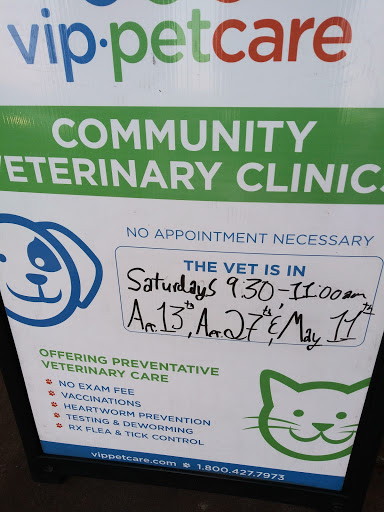 vip·petcare
COMMUNITY
VETERINARY CLINICS
NO APPOINTMENT NECESSARY
THE VET IS IN
Saturdays 9:30-11:00am
Apr. 13th, Apr. 27th & May 11th
OFFERING PREVENTATIVE
VETERINARY CARE
NO EXAM FEE
VACCINATIONS
HEARTWORM PREVENTION
TESTING & DEWORMING
RX FLEA & TICK CONTROL
vippetcare.com 1.800.427.7973